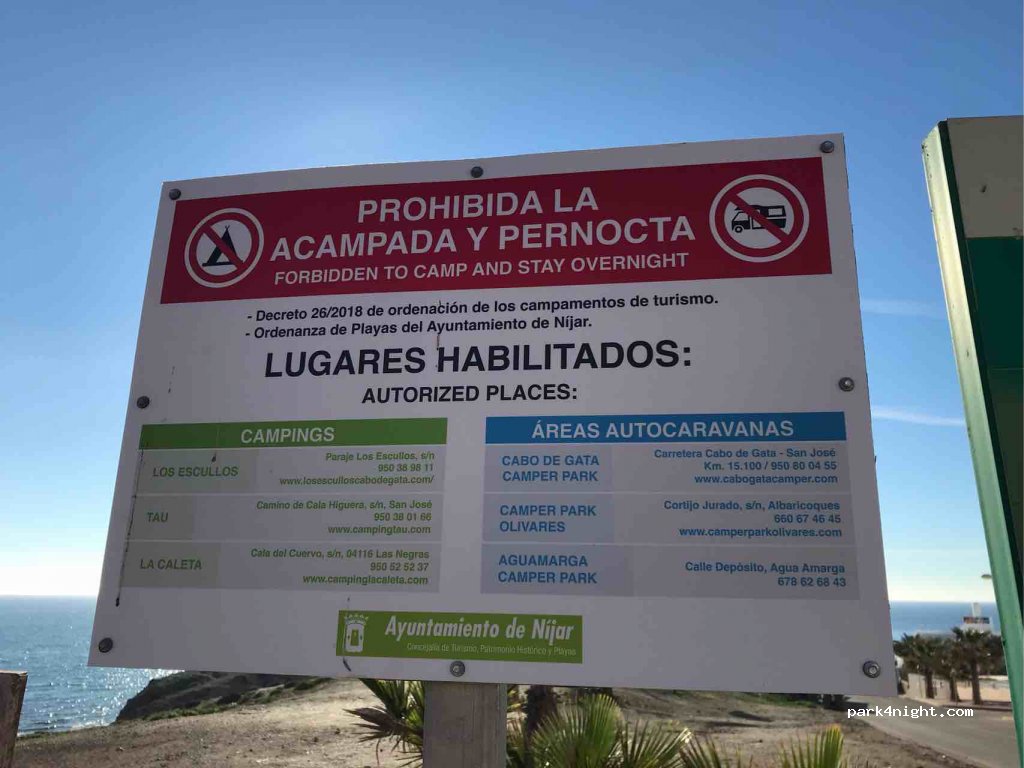 PROHIBIDA LA
ACAMPADA Y PERNOCTA
FORBIDDEN TO CAMP AND STAY OVERNIGHT
- Decreto 26/2018 de ordenación de los campamentos de turismo.
- Ordenanza de Playas del Ayuntamiento de Níjar.
LUGARES HABILITADOS:
AUTORIZED PLACES:
CAMPINGS
LOS ESCULLOS
Paraje Los Escullos, s/n
950 38 98 11
www.losesculloscabodegata.com/
TAU
Camino de Cala Higuera, s/n, San José
950 38 01 66
www.campingtau.com
LA CALETA
Cala del Cuervo, s/n, 04116 Las Negras
950 52 52 37
www.campinglacaleta.com
ÁREAS AUTOCARAVANAS
CABO DE GATA
CAMPER PARK
Carretera Cabo de Gata - San José
Km. 15.100 / 950 80 04 55
www.cabogatacamper.com
CAMPER PARK
OLIVARES
Cortijo Jurado, s/n, Albaricoques
660 67 46 45
www.camperparkolivares.com
AGUAMARGA
CAMPER PARK
Calle Depósito, Agua Amarga
678 62 68 43
Ayuntamiento de Níjar
Concejalía de Turismo, Patrimonio Histórico y Playas
park4night.com